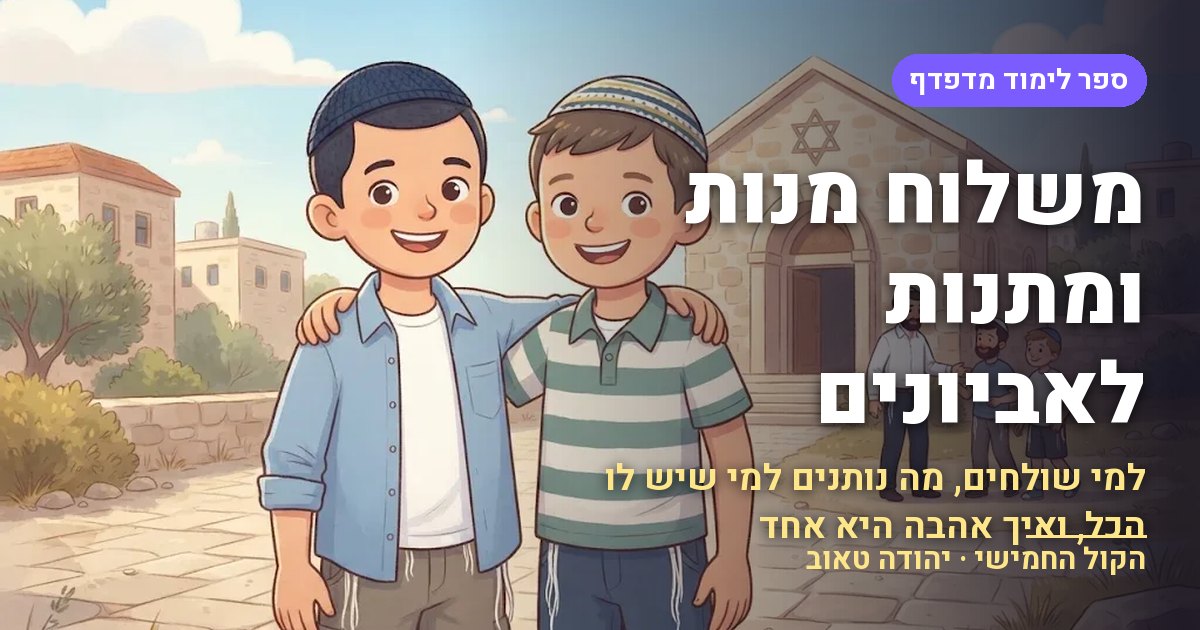 ספר לימוד מדפדף
משלוח מנות
ומתנות
לאביונים
למי שולחים, מה נותנים למי שיש לו
הכל, ואיך אהבה היא אחד
הקול החמישי · יהודה טאוב